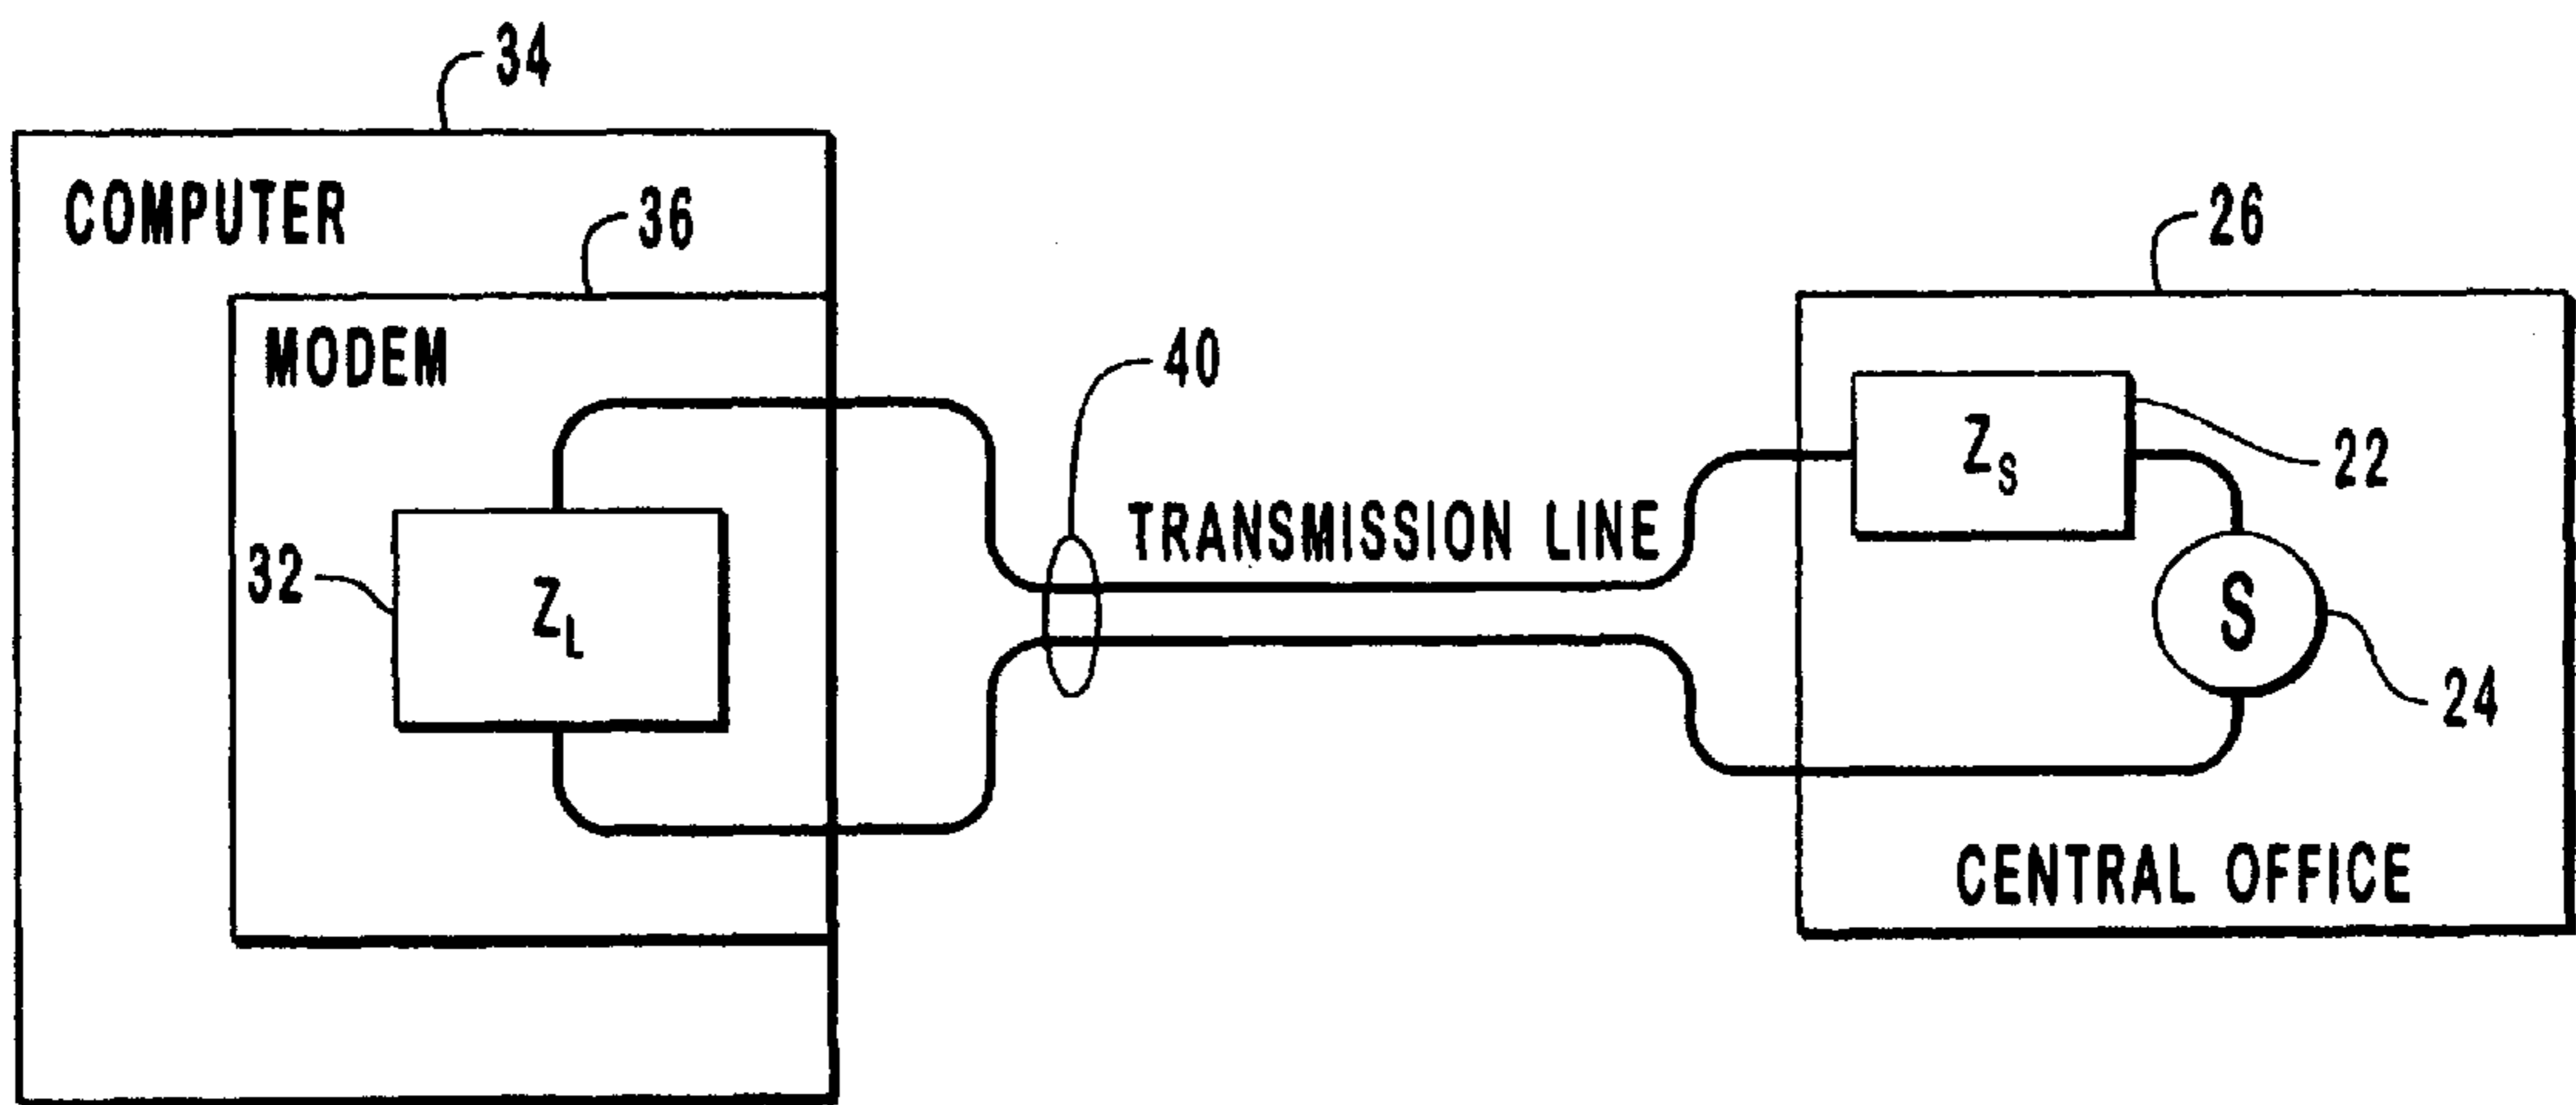 34
COMPUTER
36
26
MODEM
40
Z_S
22
TRANSMISSION LINE
32
Z_L
S
24
CENTRAL OFFICE